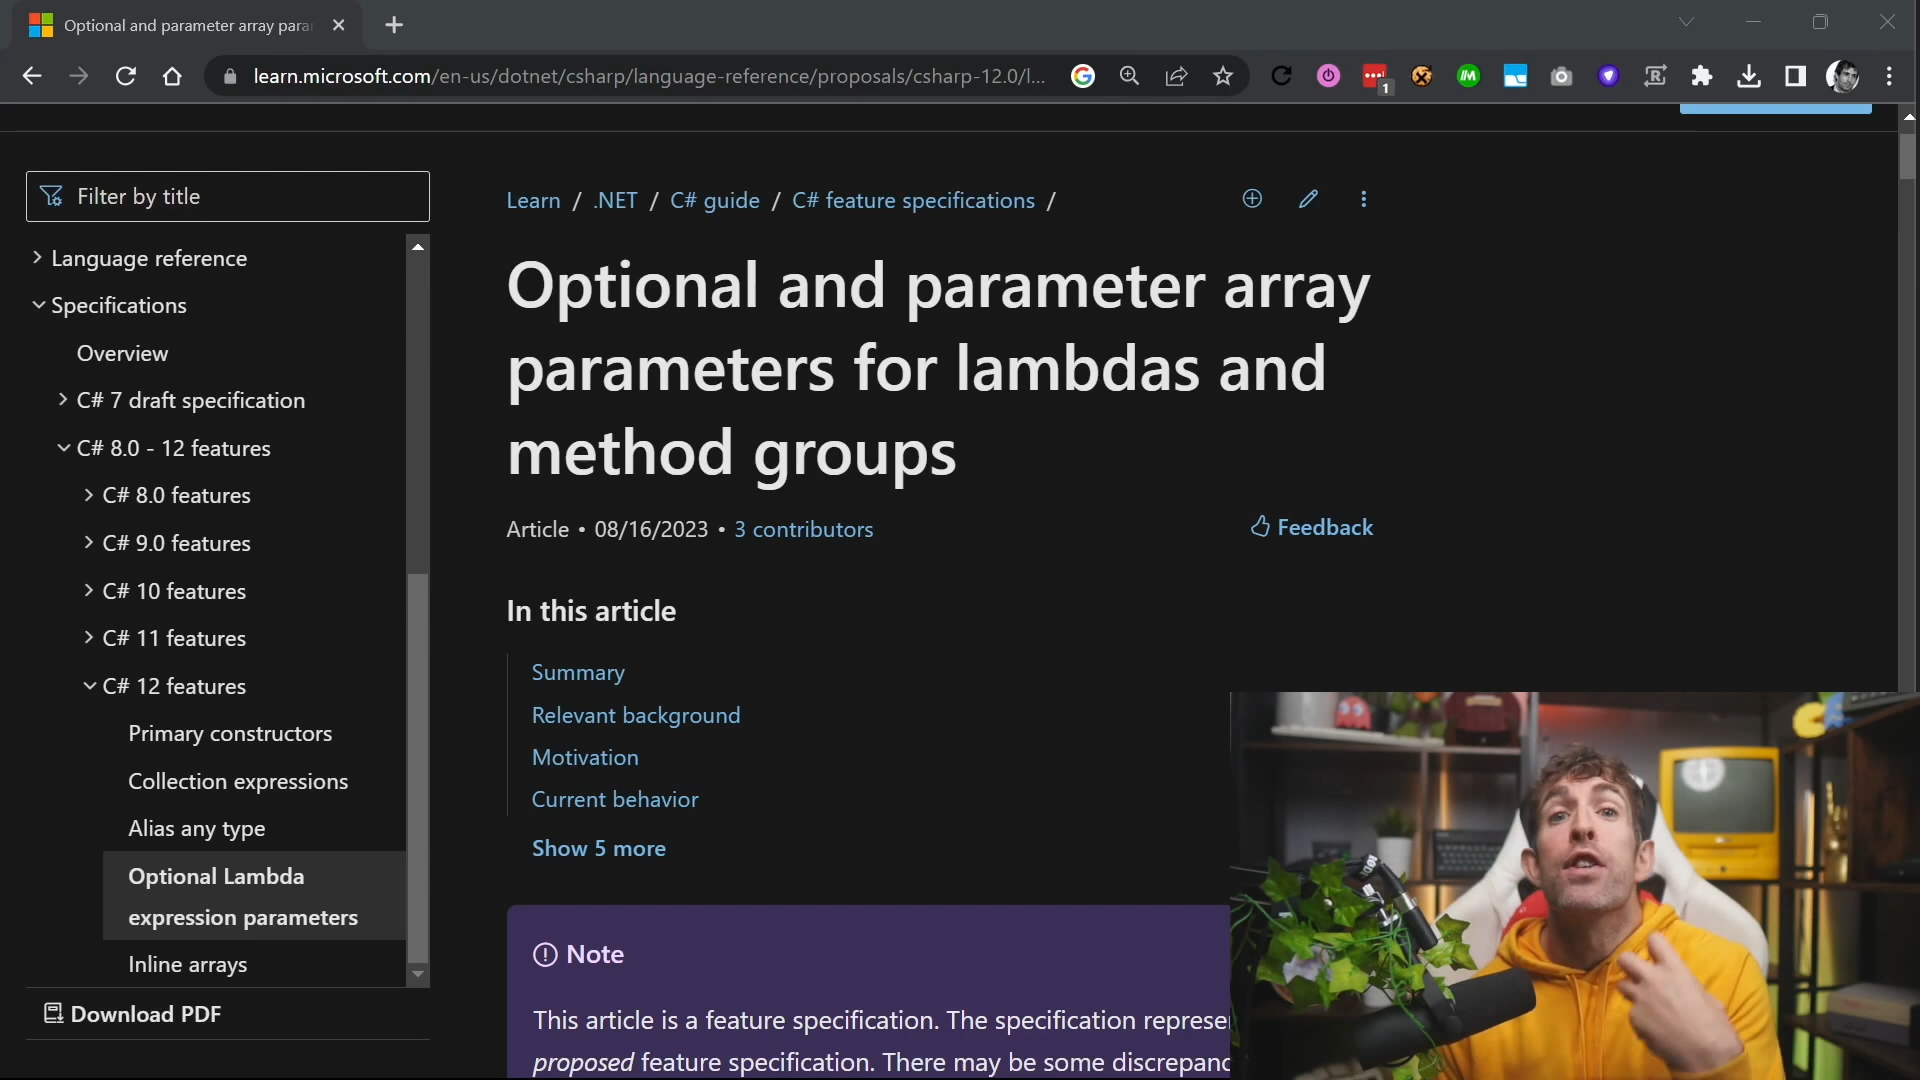 Optional and parameter array para
learn.microsoft.com/en-us/dotnet/csharp/language-reference/proposals/csharp-12.0/l...
1
Filter by title
Language reference
Specifications
Overview
C# 7 draft specification
C# 8.0 - 12 features
C# 8.0 features
C# 9.0 features
C# 10 features
C# 11 features
C# 12 features
Primary constructors
Collection expressions
Alias any type
Optional Lambda
expression parameters
Inline arrays
Download PDF
Learn / .NET / C# guide / C# feature specifications /
Optional and parameter array
parameters for lambdas and
method groups
Article • 08/16/2023 • 3 contributors
Feedback
In this article
Summary
Relevant background
Motivation
Current behavior
Show 5 more
Note
This article is a feature specification. The specification represe
proposed feature specification. There may be some discrepanc